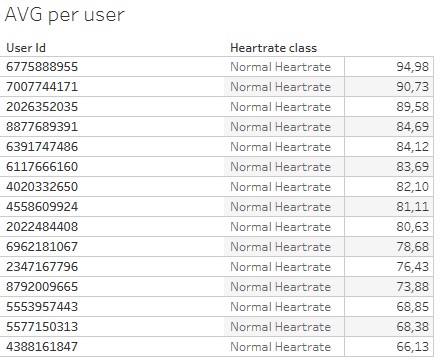 AVG per user
User Id Heartrate class
6775888955 Normal Heartrate 94,98
7007744171 Normal Heartrate 90,73
2026352035 Normal Heartrate 89,58
8877689391 Normal Heartrate 84,69
6391747486 Normal Heartrate 84,12
6117666160 Normal Heartrate 83,69
4020332650 Normal Heartrate 82,10
4558609924 Normal Heartrate 81,11
2022484408 Normal Heartrate 80,63
6962181067 Normal Heartrate 78,68
2347167796 Normal Heartrate 76,43
8792009665 Normal Heartrate 73,88
5553957443 Normal Heartrate 68,85
5577150313 Normal Heartrate 68,38
4388161847 Normal Heartrate 66,13